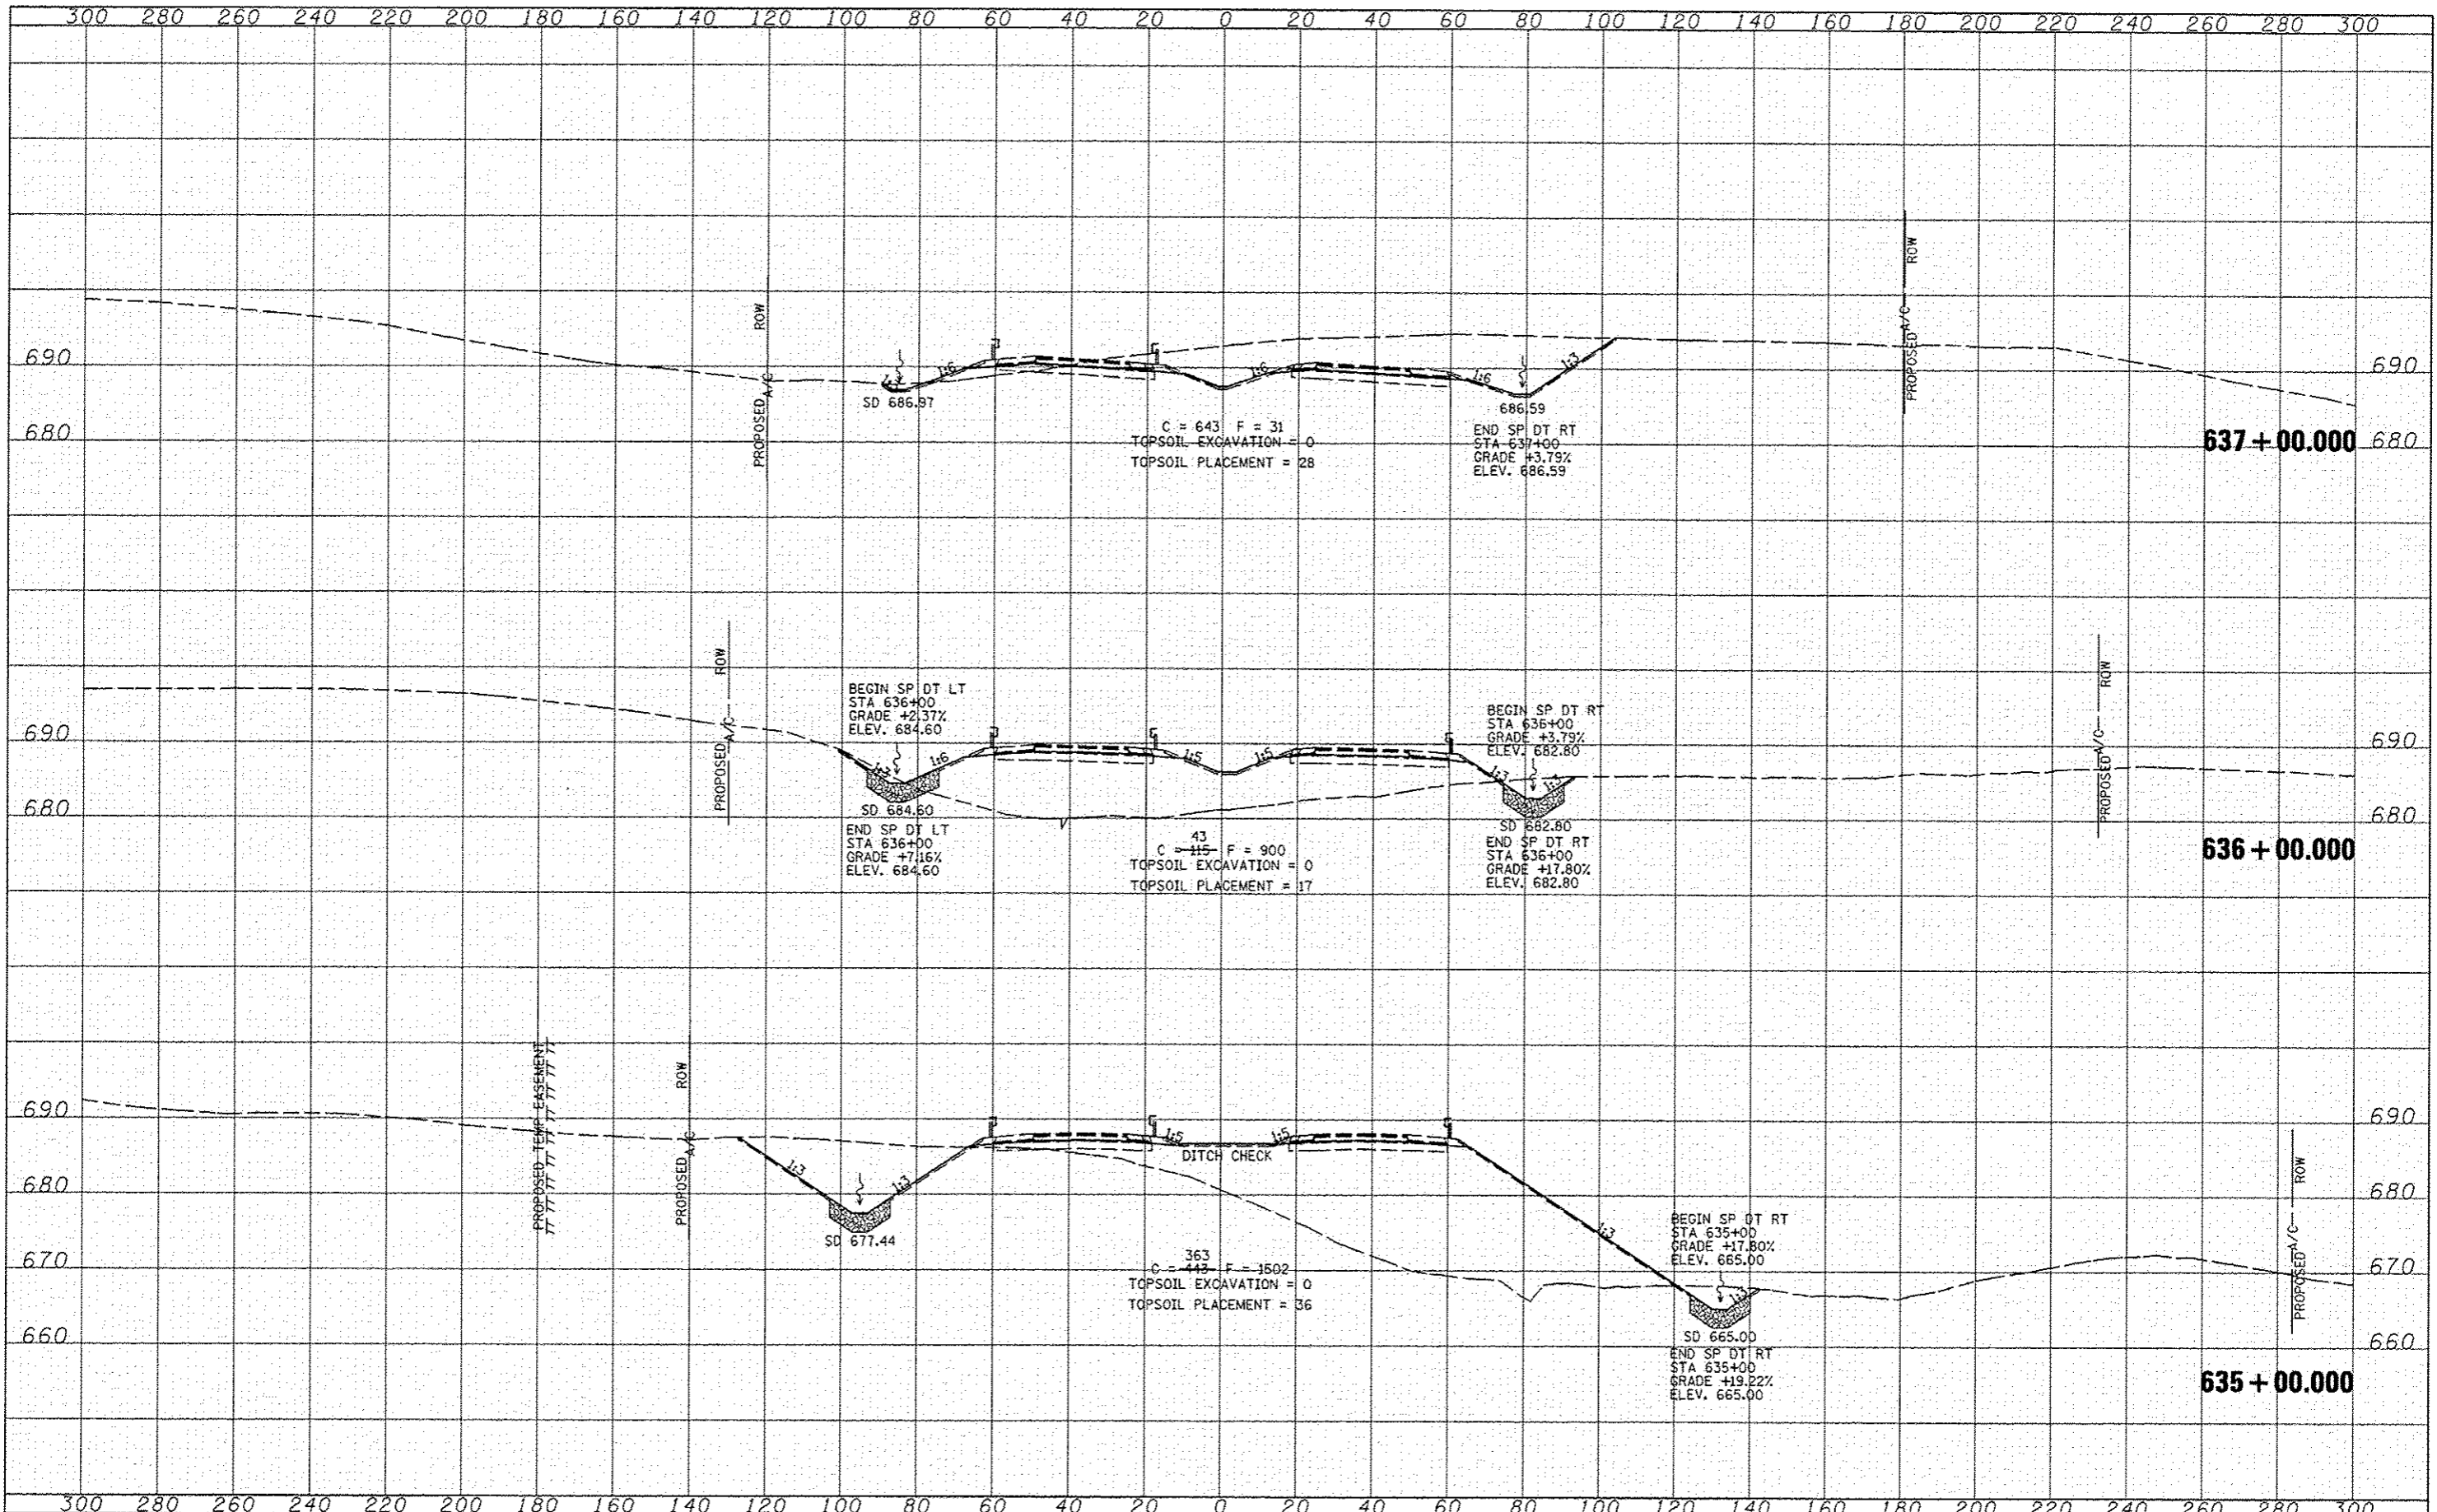 300 280 260 240 220 200 180 160 140 120 100 80 60 40 20 0 20 40 60 80 100 120 140 160 180 200 220 240 260 280 300
PROPOSED A/C ROW
PROPOSED A/C ROW
690 690
1:6 1:6 1:6 1:3
SD 686.97
686.59
680 680
C = 643 F = 31
TOPSOIL EXCAVATION = 0
TOPSOIL PLACEMENT = 28
END SP DT RT
STA 637+00
GRADE +3.79%
ELEV. 686.59
637+00.000
PROPOSED A/C ROW
PROPOSED A/C ROW
BEGIN SP DT LT
STA 636+00
GRADE +2.37%
ELEV. 684.60
BEGIN SP DT RT
STA 636+00
GRADE +3.79%
ELEV. 682.80
690 690
1:3 1:6 1:5 1:5 1:3 1:3
680 680
SD 684.60
END SP DT LT
STA 636+00
GRADE +7.16%
ELEV. 684.60
43
C = 115 F = 900
TOPSOIL EXCAVATION = 0
TOPSOIL PLACEMENT = 17
SD 682.80
END SP DT RT
STA 636+00
GRADE +17.80%
ELEV. 682.80
636+00.000
PROPOSED TEMP EASEMENT
PROPOSED A/C ROW
PROPOSED A/C ROW
690 690
1:3 1:3 1:5 1:5 1:3 1:3
DITCH CHECK
680 680
SD 677.44
BEGIN SP DT RT
STA 635+00
GRADE +17.80%
ELEV. 665.00
670 670
363
C = 443 F = 1502
TOPSOIL EXCAVATION = 0
TOPSOIL PLACEMENT = 36
660 660
SD 665.00
END SP DT RT
STA 635+00
GRADE +19.22%
ELEV. 665.00
635+00.000
300 280 260 240 220 200 180 160 140 120 100 80 60 40 20 0 20 40 60 80 100 120 140 160 180 200 220 240 260 280 300